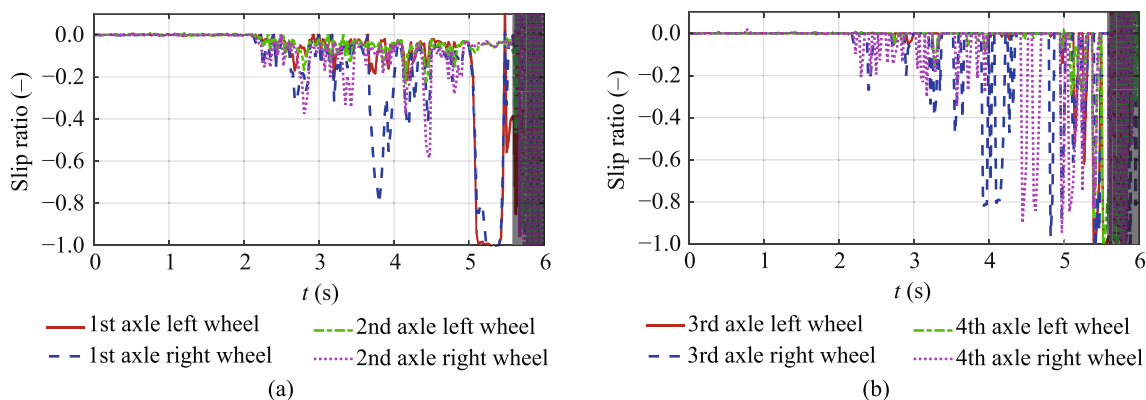 0.0
−0.2
−0.4
−0.6
−0.8
−1.0
Slip ratio (–)
0 1 2 3 4 5 6
t (s)
1st axle left wheel
2nd axle left wheel
1st axle right wheel
2nd axle right wheel
(a)
0.0
−0.2
−0.4
−0.6
−0.8
−1.0
Slip ratio (–)
0 1 2 3 4 5 6
t (s)
3rd axle left wheel
4th axle left wheel
3rd axle right wheel
4th axle right wheel
(b)